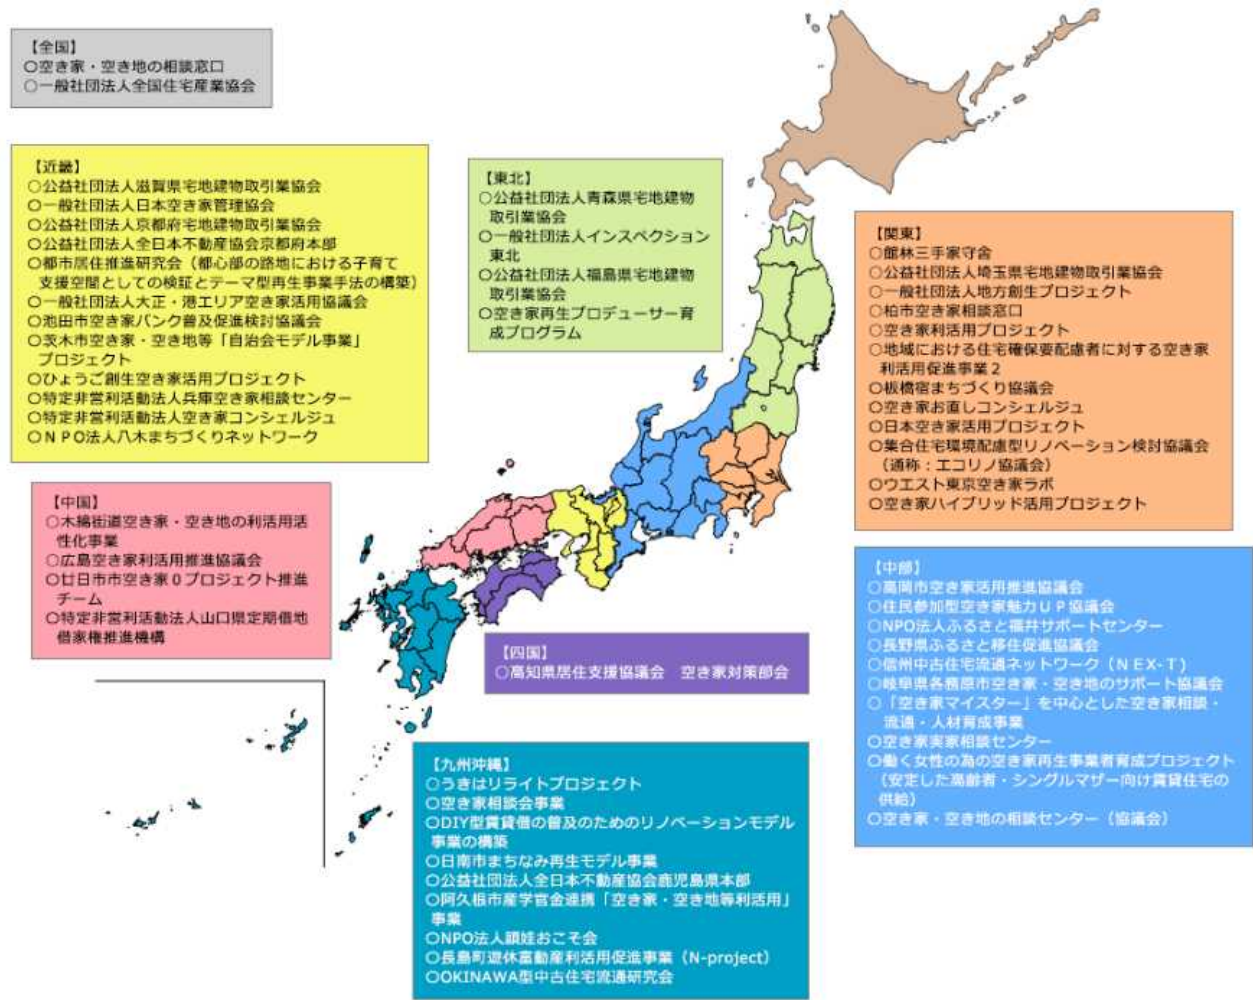 【全国】
○空き家・空き地の相談窓口
○一般社団法人全国住宅産業協会
【近畿】
○公益社団法人滋賀県宅地建物取引業協会
○一般社団法人日本空き家管理協会
○公益社団法人京都府宅地建物取引業協会
○公益社団法人全日本不動産協会京都府本部
○都市居住推進研究会（都心部の路地における子育て
支援空間としての検証とテーマ型再生事業手法の構築）
○一般社団法人大正・港エリア空き家活用協議会
○池田市空き家バンク普及促進検討協議会
○茨木市空き家・空き地等「自治会モデル事業」
プロジェクト
○ひょうご創生空き家活用プロジェクト
○特定非営利活動法人兵庫空き家相談センター
○特定非営利活動法人空き家コンシェルジュ
○ＮＰＯ法人八木まちづくりネットワーク
【東北】
○公益社団法人青森県宅地建物
取引業協会
○一般社団法人インスペクション
東北
○公益社団法人福島県宅地建物
取引業協会
○空き家再生プロデューサー育
成プログラム
【関東】
○館林三手家守舎
○公益社団法人埼玉県宅地建物取引業協会
○一般社団法人地方創生プロジェクト
○柏市空き家相談窓口
○空き家利活用プロジェクト
○地域における住宅確保要配慮者に対する空き家
利活用促進事業２
○板橋宿まちづくり協議会
○空き家お直しコンシェルジュ
○日本空き家活用プロジェクト
○集合住宅環境配慮型リノベーション検討協議会
（通称：エコリノ協議会）
○ウエスト東京空き家ラボ
○空き家ハイブリッド活用プロジェクト
【中国】
○木綿街道空き家・空き地の利活用活
性化事業
○広島空き家利活用推進協議会
○廿日市市空き家０プロジェクト推進
チーム
○特定非営利活動法人山口県定期借地
借家権推進機構
【四国】
○高知県居住支援協議会　空き家対策部会
【中部】
○高岡市空き家活用推進協議会
○住民参加型空き家魅力ＵＰ協議会
○NPO法人ふるさと福井サポートセンター
○長野県ふるさと移住促進協議会
○信州中古住宅流通ネットワーク（ＮＥＸ-Ｔ）
○岐阜県各務原市空き家・空き地のサポート協議会
○「空き家マイスター」を中心とした空き家相談・
流通・人材育成事業
○空き家実家相談センター
○働く女性の為の空き家再生事業者育成プロジェクト
（安定した高齢者・シングルマザー向け賃貸住宅の
供給）
○空き家・空き地の相談センター（協議会）
【九州沖縄】
○うきはリライトプロジェクト
○空き家相談会事業
○DIY型賃貸借の普及のためのリノベーションモデル
事業の構築
○日南市まちなみ再生モデル事業
○公益社団法人全日本不動産協会鹿児島県本部
○阿久根市産学官金連携「空き家・空き地等利活用」
事業
○NPO法人頴娃おこそ会
○長島町遊休富動産利活用促進事業（N-project）
○OKINAWA型中古住宅流通研究会